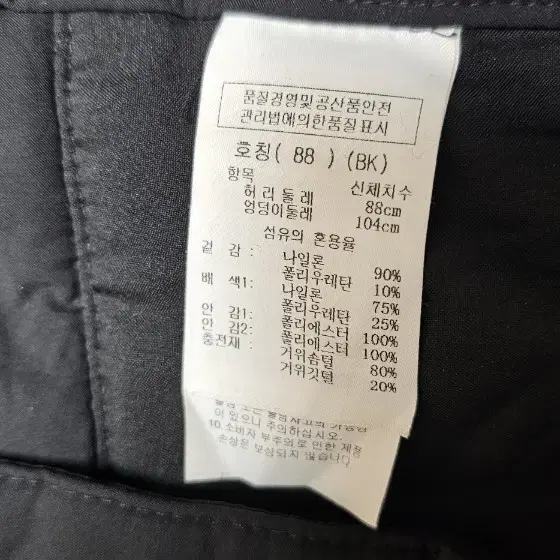 품질경영및공산품안전
관리법에의한품질표시
호칭( 88 ) (BK)
항목 신체치수
허리둘레 88cm
엉덩이둘레 104cm
섬유의 혼용율
겉 감: 나일론 90%
폴리우레탄 10%
배 색1: 나일론 75%
폴리우레탄 25%
안 감1: 폴리에스터 100%
안 감2: 폴리에스터 100%
충전재 : 거위솜털 80%
거위깃털 20%
이 있으니 주의하십시오.
10. 소비자 부주의로 인한 제품
손상은 보상되지 않습니다